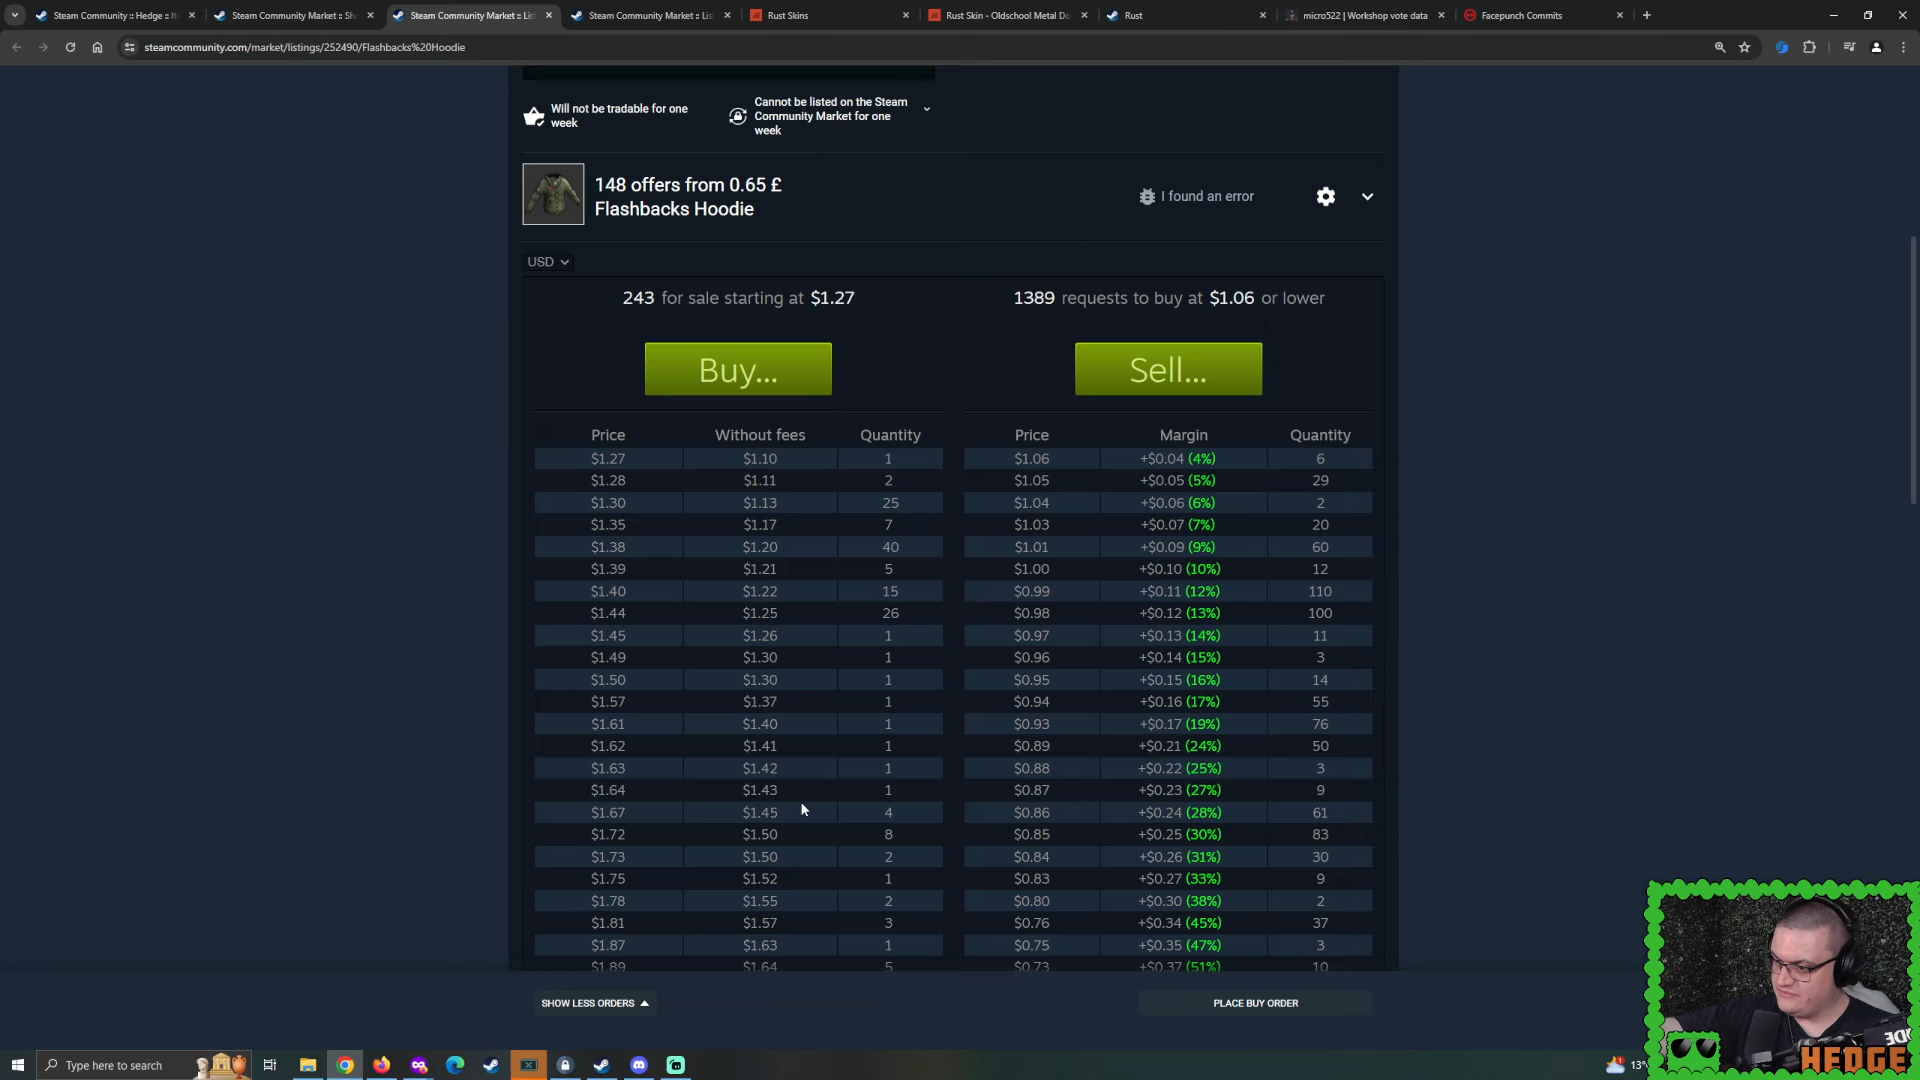 Steam Community :: Hedge :: It
Steam Community Market :: Sh
Steam Community Market :: List
Steam Community Market :: List
Rust Skins
Rust Skin - Oldschool Metal Do
Rust
micro522 | Workshop vote data
Facepunch Commits
steamcommunity.com/market/listings/252490/Flashbacks%20Hoodie
Will not be tradable for one
week
Cannot be listed on the Steam
Community Market for one
week
148 offers from 0.65 £
Flashbacks Hoodie
I found an error
USD
243 for sale starting at $1.27
1389 requests to buy at $1.06 or lower
Buy...
Sell...
Price Without fees Quantity Price Margin Quantity
$1.27 $1.10 1 $1.06 +$0.04 (4%) 6
$1.28 $1.11 2 $1.05 +$0.05 (5%) 29
$1.30 $1.13 25 $1.04 +$0.06 (6%) 2
$1.35 $1.17 7 $1.03 +$0.07 (7%) 20
$1.38 $1.20 40 $1.01 +$0.09 (9%) 60
$1.39 $1.21 5 $1.00 +$0.10 (10%) 12
$1.40 $1.22 15 $0.99 +$0.11 (12%) 110
$1.44 $1.25 26 $0.98 +$0.12 (13%) 100
$1.45 $1.26 1 $0.97 +$0.13 (14%) 11
$1.49 $1.30 1 $0.96 +$0.14 (15%) 3
$1.50 $1.30 1 $0.95 +$0.15 (16%) 14
$1.57 $1.37 1 $0.94 +$0.16 (17%) 55
$1.61 $1.40 1 $0.93 +$0.17 (19%) 76
$1.62 $1.41 1 $0.89 +$0.21 (24%) 50
$1.63 $1.42 1 $0.88 +$0.22 (25%) 3
$1.64 $1.43 1 $0.87 +$0.23 (27%) 9
$1.67 $1.45 4 $0.86 +$0.24 (28%) 61
$1.72 $1.50 8 $0.85 +$0.25 (30%) 83
$1.73 $1.50 2 $0.84 +$0.26 (31%) 30
$1.75 $1.52 1 $0.83 +$0.27 (33%) 9
$1.78 $1.55 2 $0.80 +$0.30 (38%) 2
$1.81 $1.57 3 $0.76 +$0.34 (45%) 37
$1.87 $1.63 1 $0.75 +$0.35 (47%) 3
$1.89 $1.64 5 $0.73 +$0.37 (51%) 10
SHOW LESS ORDERS
PLACE BUY ORDER
Type here to search
13°
HEDGE